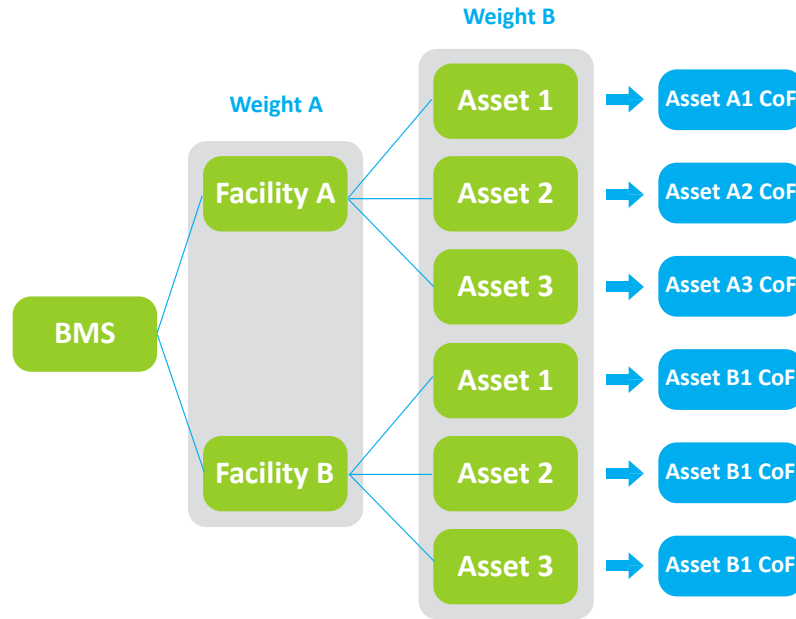 Weight B
Weight A
Asset 1
Asset A1 CoF
Facility A
Asset 2
Asset A2 CoF
Asset 3
Asset A3 CoF
BMS
Asset 1
Asset B1 CoF
Facility B
Asset 2
Asset B1 CoF
Asset 3
Asset B1 CoF